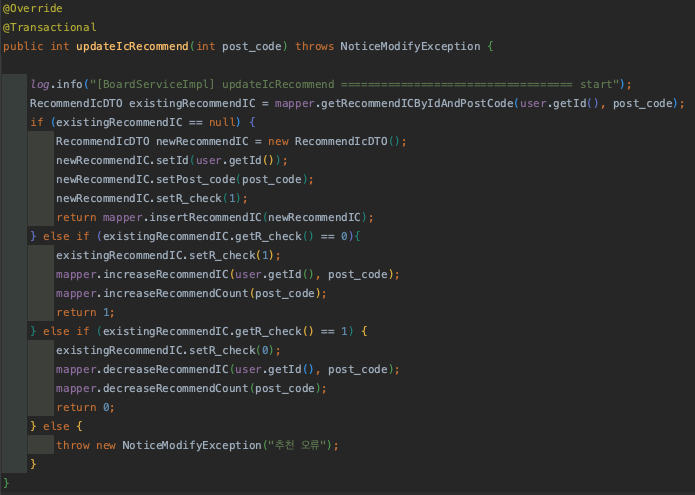 @Override
@Transactional
public int updateIcRecommend(int post_code) throws NoticeModifyException {
log.info("[BoardServiceImpl] updateIcRecommend =================================== start");
RecommendIcDTO existingRecommendIC = mapper.getRecommendICByIdAndPostCode(user.getId(), post_code);
if (existingRecommendIC == null) {
RecommendIcDTO newRecommendIC = new RecommendIcDTO();
newRecommendIC.setId(user.getId());
newRecommendIC.setPost_code(post_code);
newRecommendIC.setR_check(1);
return mapper.insertRecommendIC(newRecommendIC);
} else if (existingRecommendIC.getR_check() == 0){
existingRecommendIC.setR_check(1);
mapper.increaseRecommendIC(user.getId(), post_code);
mapper.increaseRecommendCount(post_code);
return 1;
} else if (existingRecommendIC.getR_check() == 1) {
existingRecommendIC.setR_check(0);
mapper.decreaseRecommendIC(user.getId(), post_code);
mapper.decreaseRecommendCount(post_code);
return 0;
} else {
throw new NoticeModifyException("추천 오류");
}
}